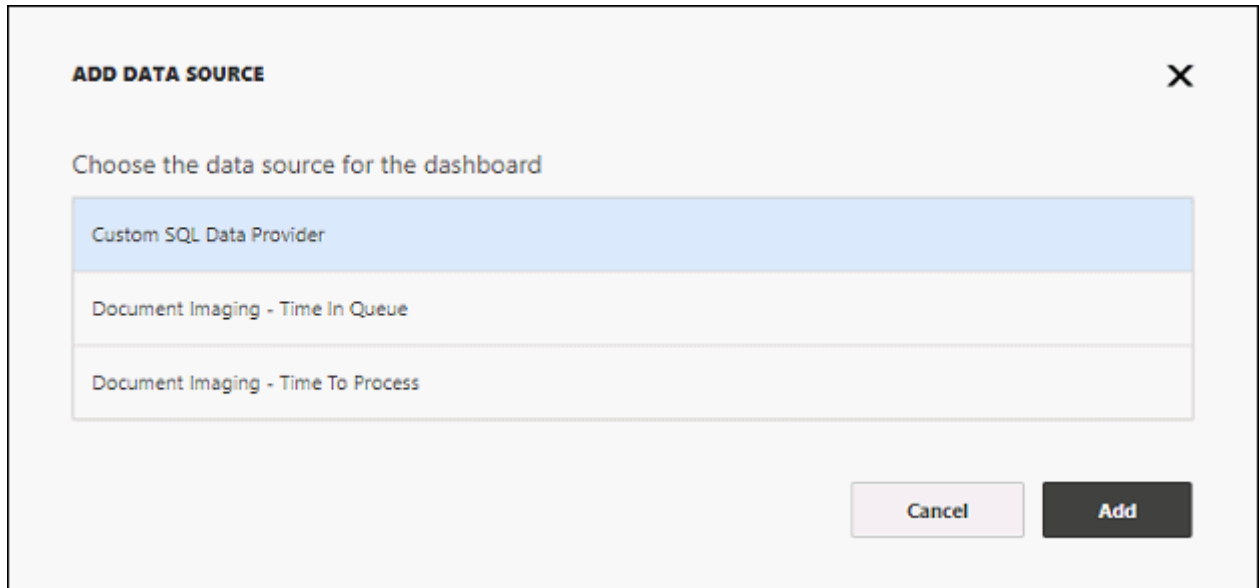 ADD DATA SOURCE
Choose the data source for the dashboard
Custom SQL Data Provider
Document Imaging - Time In Queue
Document Imaging - Time To Process
Cancel
Add